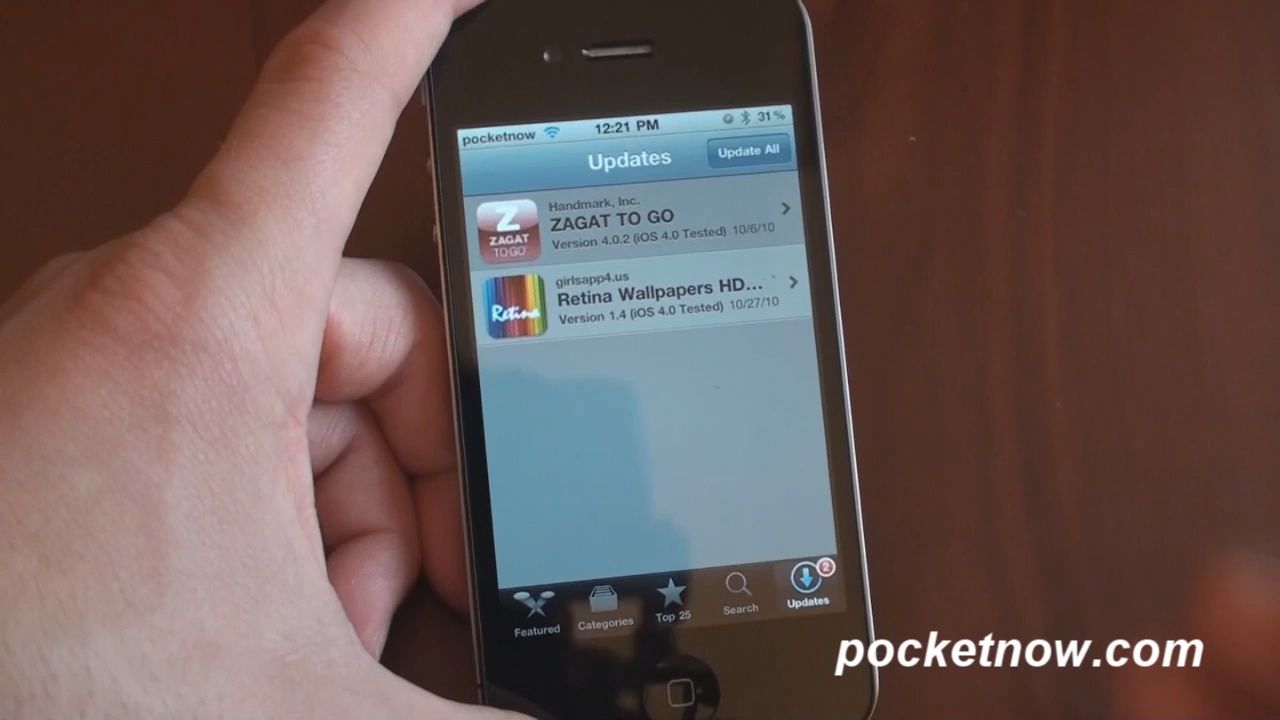 pocketnow 12:21 PM 31%
Updates Update All
Handmark, Inc.
ZAGAT TO GO
Version 4.0.2 (iOS 4.0 Tested) 10/6/10
Z
ZAGAT
TO GO
girlsapp4.us
Retina Wallpapers HD...
Version 1.4 (iOS 4.0 Tested) 10/27/10
Retina
2
Featured Categories Top 25 Search Updates
pocketnow.com